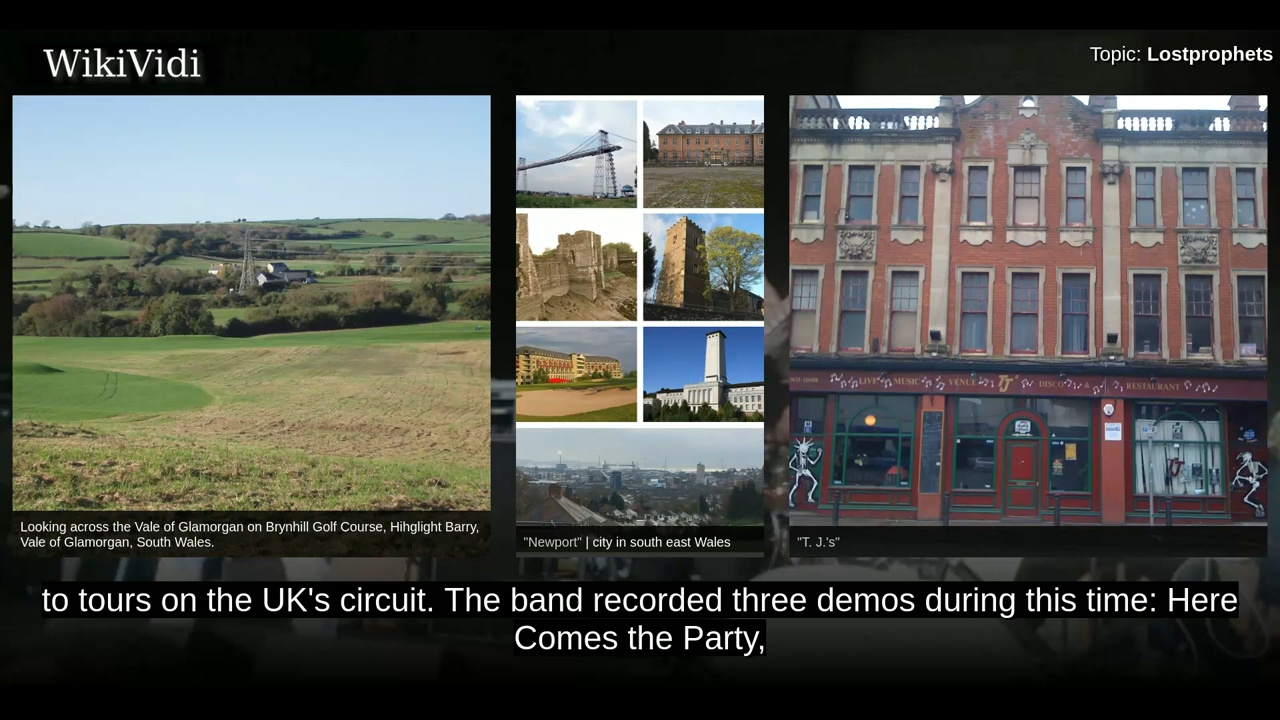 WikiVidi
Topic: Lostprophets
LIVE MUSIC VENUE TJ DISCO & RESTAURANT
Looking across the Vale of Glamorgan on Brynhill Golf Course, Hihglight Barry,
Vale of Glamorgan, South Wales.
"Newport" | city in south east Wales
"T. J.'s"
to tours on the UK's circuit. The band recorded three demos during this time: Here
Comes the Party,